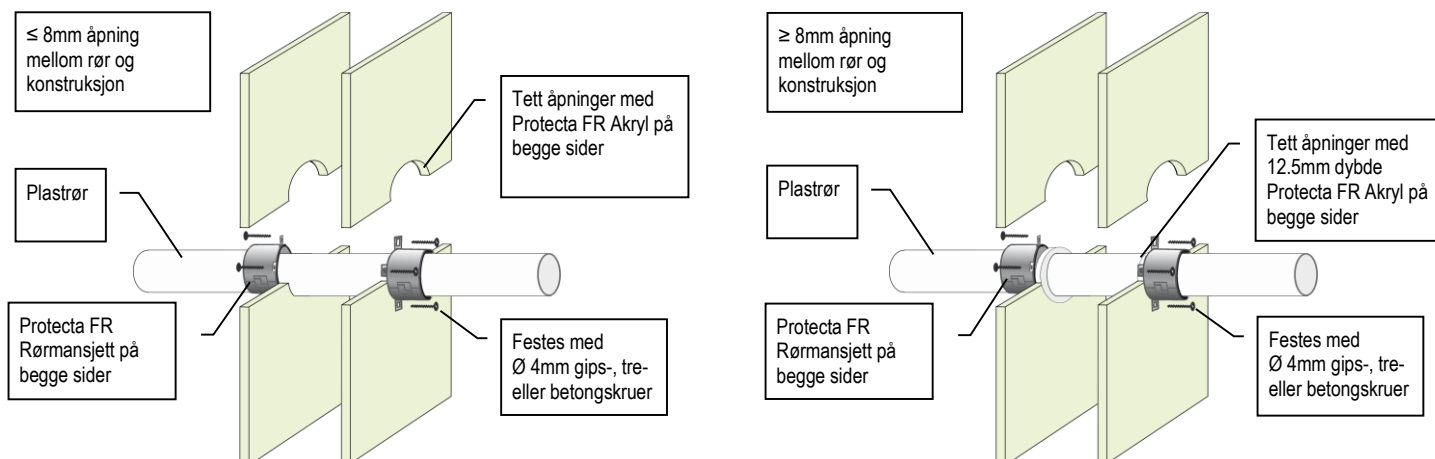 ≤ 8mm åpning
mellom rør og
konstruksjon
Tett åpninger med
Protecta FR Akryl på
begge sider
Plastrør
Protecta FR
Rørmansjett på
begge sider
Festes med
Ø 4mm gips-, tre-
eller betongskruer
≥ 8mm åpning
mellom rør og
konstruksjon
Tett åpninger med
12.5mm dybde
Protecta FR Akryl på
begge sider
Plastrør
Protecta FR
Rørmansjett på
begge sider
Festes med
Ø 4mm gips-, tre-
eller betongskruer